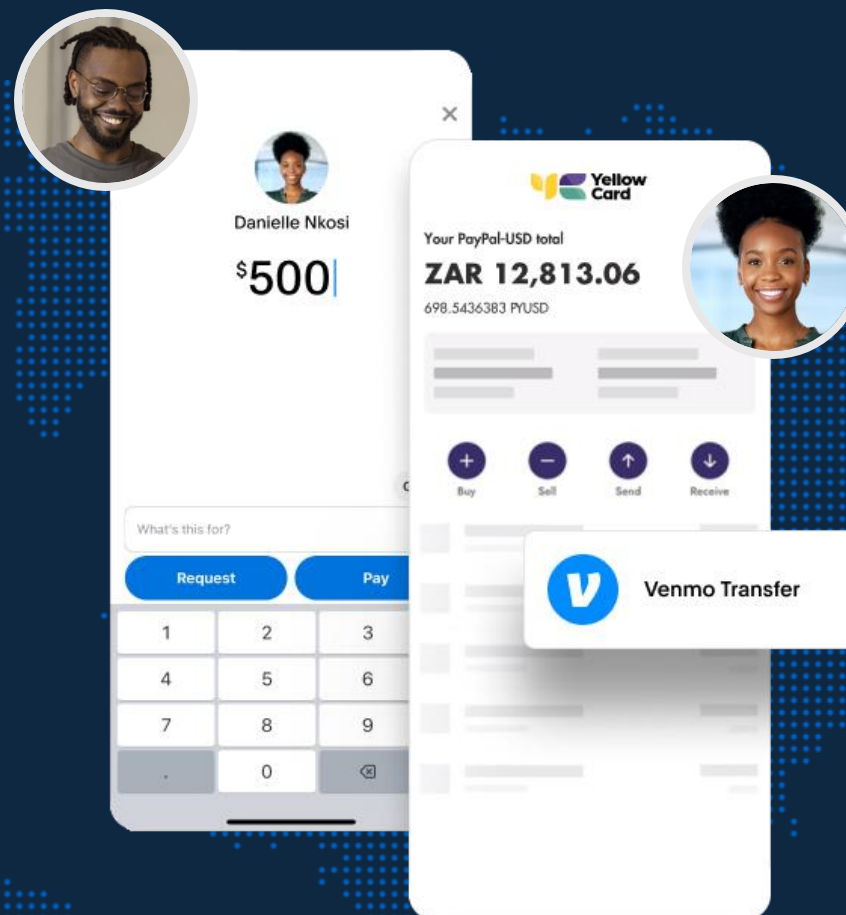 Danielle Nkosi
$500
What's this for?
Request
Pay
1 2 3
4 5 6
7 8 9
. 0
Yellow
Card
Your PayPal-USD total
ZAR 12,813.06
698.5436383 PYUSD
Buy Sell Send Receive
Venmo Transfer